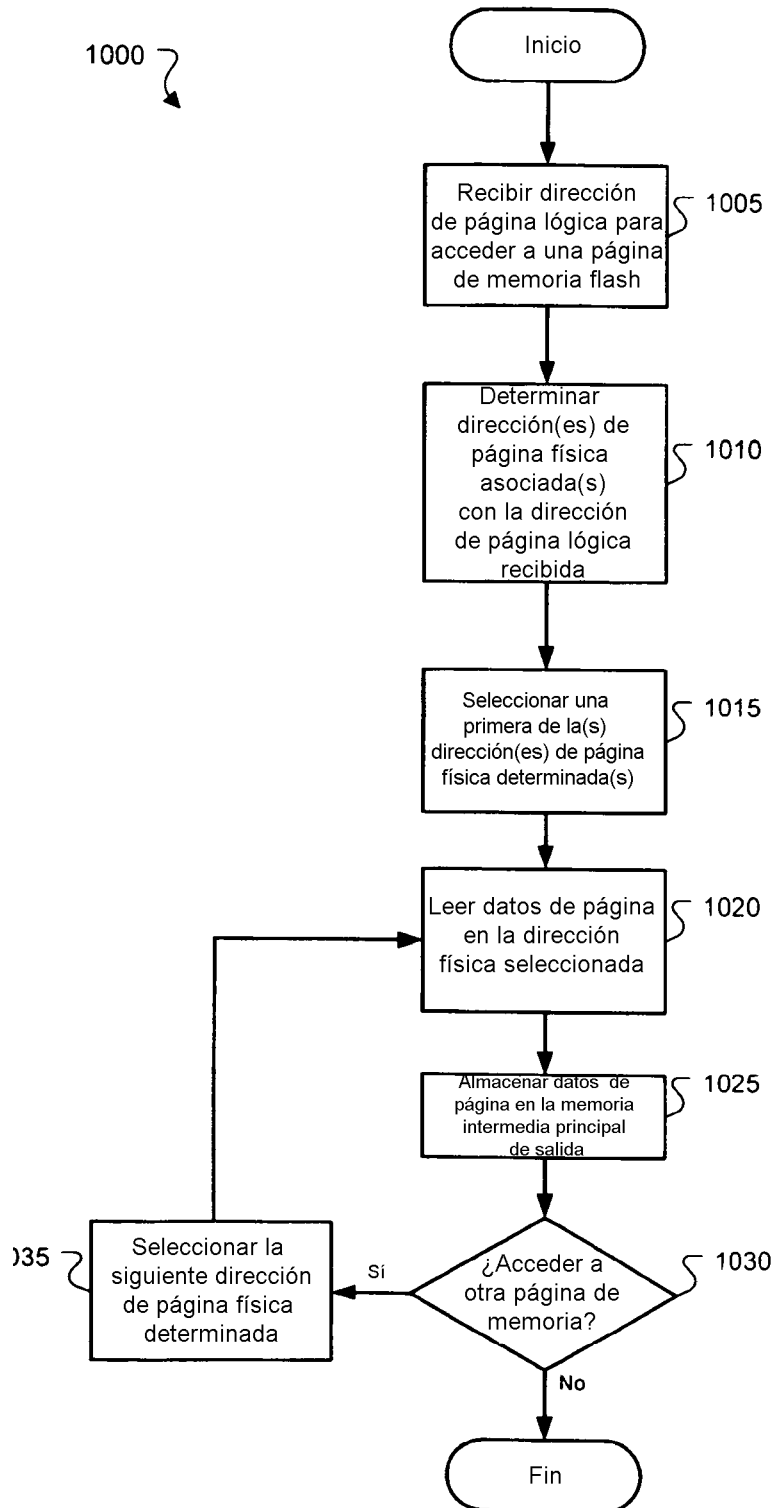 1000
Inicio
Recibir dirección
de página lógica para
acceder a una página
de memoria flash
1005
Determinar
dirección(es) de
página física
asociada(s)
con la dirección
de página lógica
recibida
1010
Seleccionar una
primera de la(s)
dirección(es) de página
física determinada(s)
1015
Leer datos de página
en la dirección
física seleccionada
1020
Almacenar datos de
página en la memoria
intermedia principal
de salida
1025
¿Acceder a
otra página de
memoria?
1030
Sí
Seleccionar la
siguiente dirección
de página física
determinada
035
No
Fin